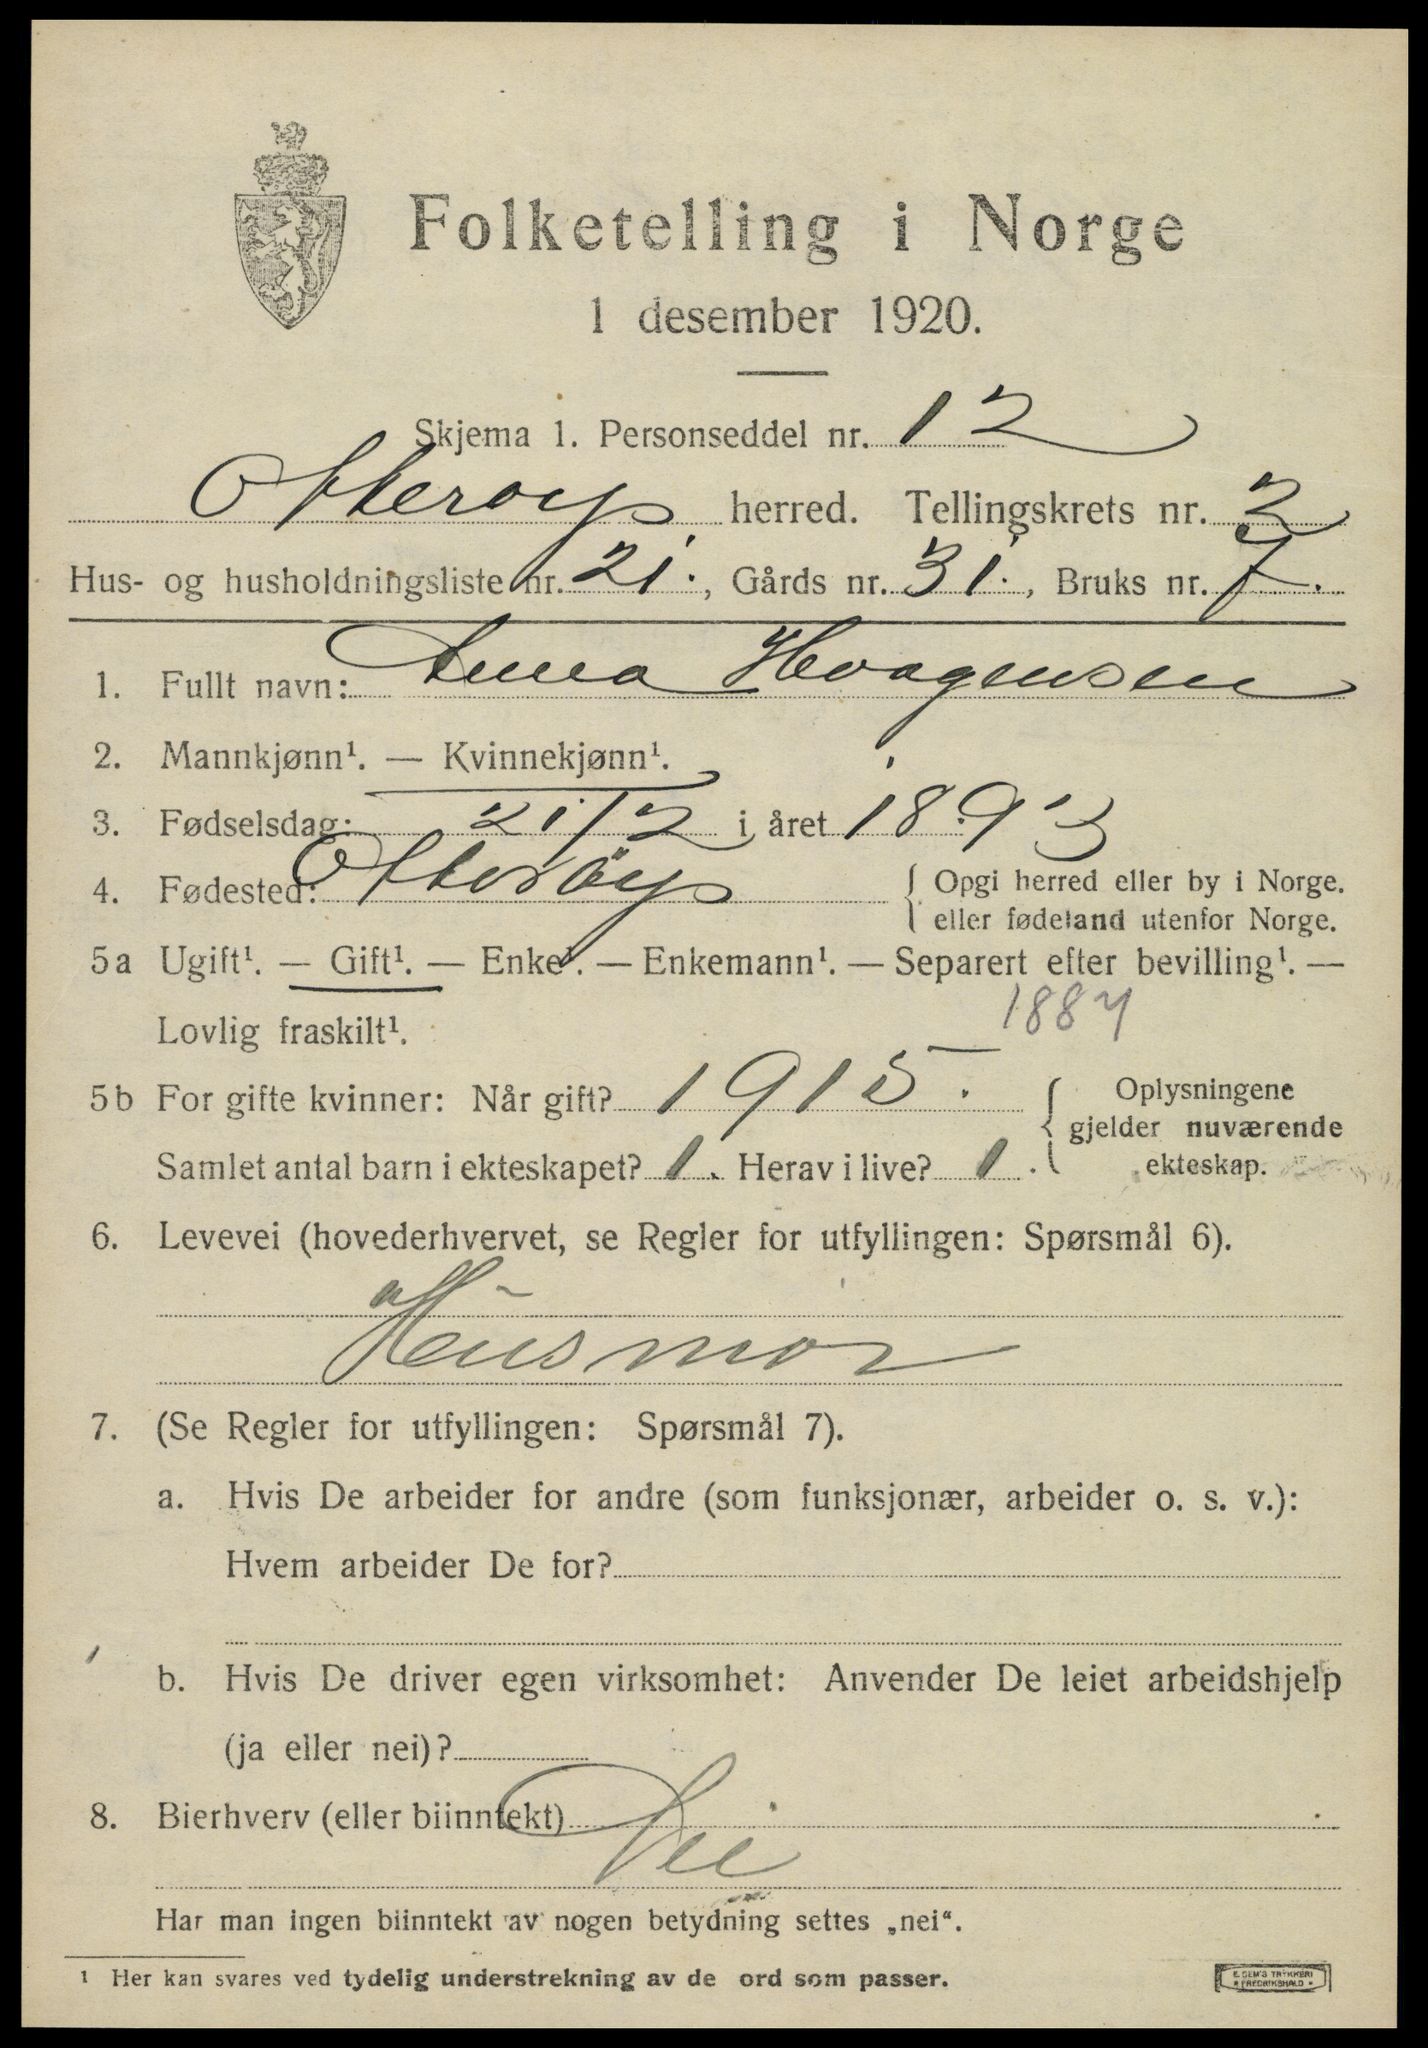 Folketelling i Norge
1 desember 1920.
Skjema 1. Personseddel nr. 12
Otterøy herred. Tellingskrets nr. 2
Hus- og husholdningsliste nr. 21., Gårds nr. 31., Bruks nr. 7.
1. Fullt navn: Anna Haagensen
2. Mannkjønn¹. — Kvinnekjønn¹.
3. Fødselsdag: 21/2 i året 1893
4. Fødested: Otterøy { Opgi herred eller by i Norge.
eller fødeland utenfor Norge.
5a Ugift¹. — Gift¹. — Enke¹. — Enkemann¹. — Separert efter bevilling¹. —
Lovlig fraskilt¹. 1884
5b For gifte kvinner: Når gift? 1915. { Oplysningene
gjelder nuværende
Samlet antal barn i ekteskapet? 1. Herav i live? 1. ekteskap.
6. Levevei (hovederhvervet, se Regler for utfyllingen: Spørsmål 6).
Husmor
7. (Se Regler for utfyllingen: Spørsmål 7).
a. Hvis De arbeider for andre (som funksjonær, arbeider o. s. v.):
Hvem arbeider De for?
b. Hvis De driver egen virksomhet: Anvender De leiet arbeidshjelp
(ja eller nei)?
8. Bierhverv (eller biinntekt) Nei
Har man ingen biinntekt av nogen betydning settes „nei“.
¹ Her kan svares ved tydelig understrekning av de ord som passer.
E. SEM'S TRYKKERI
FREDRIKSHALD